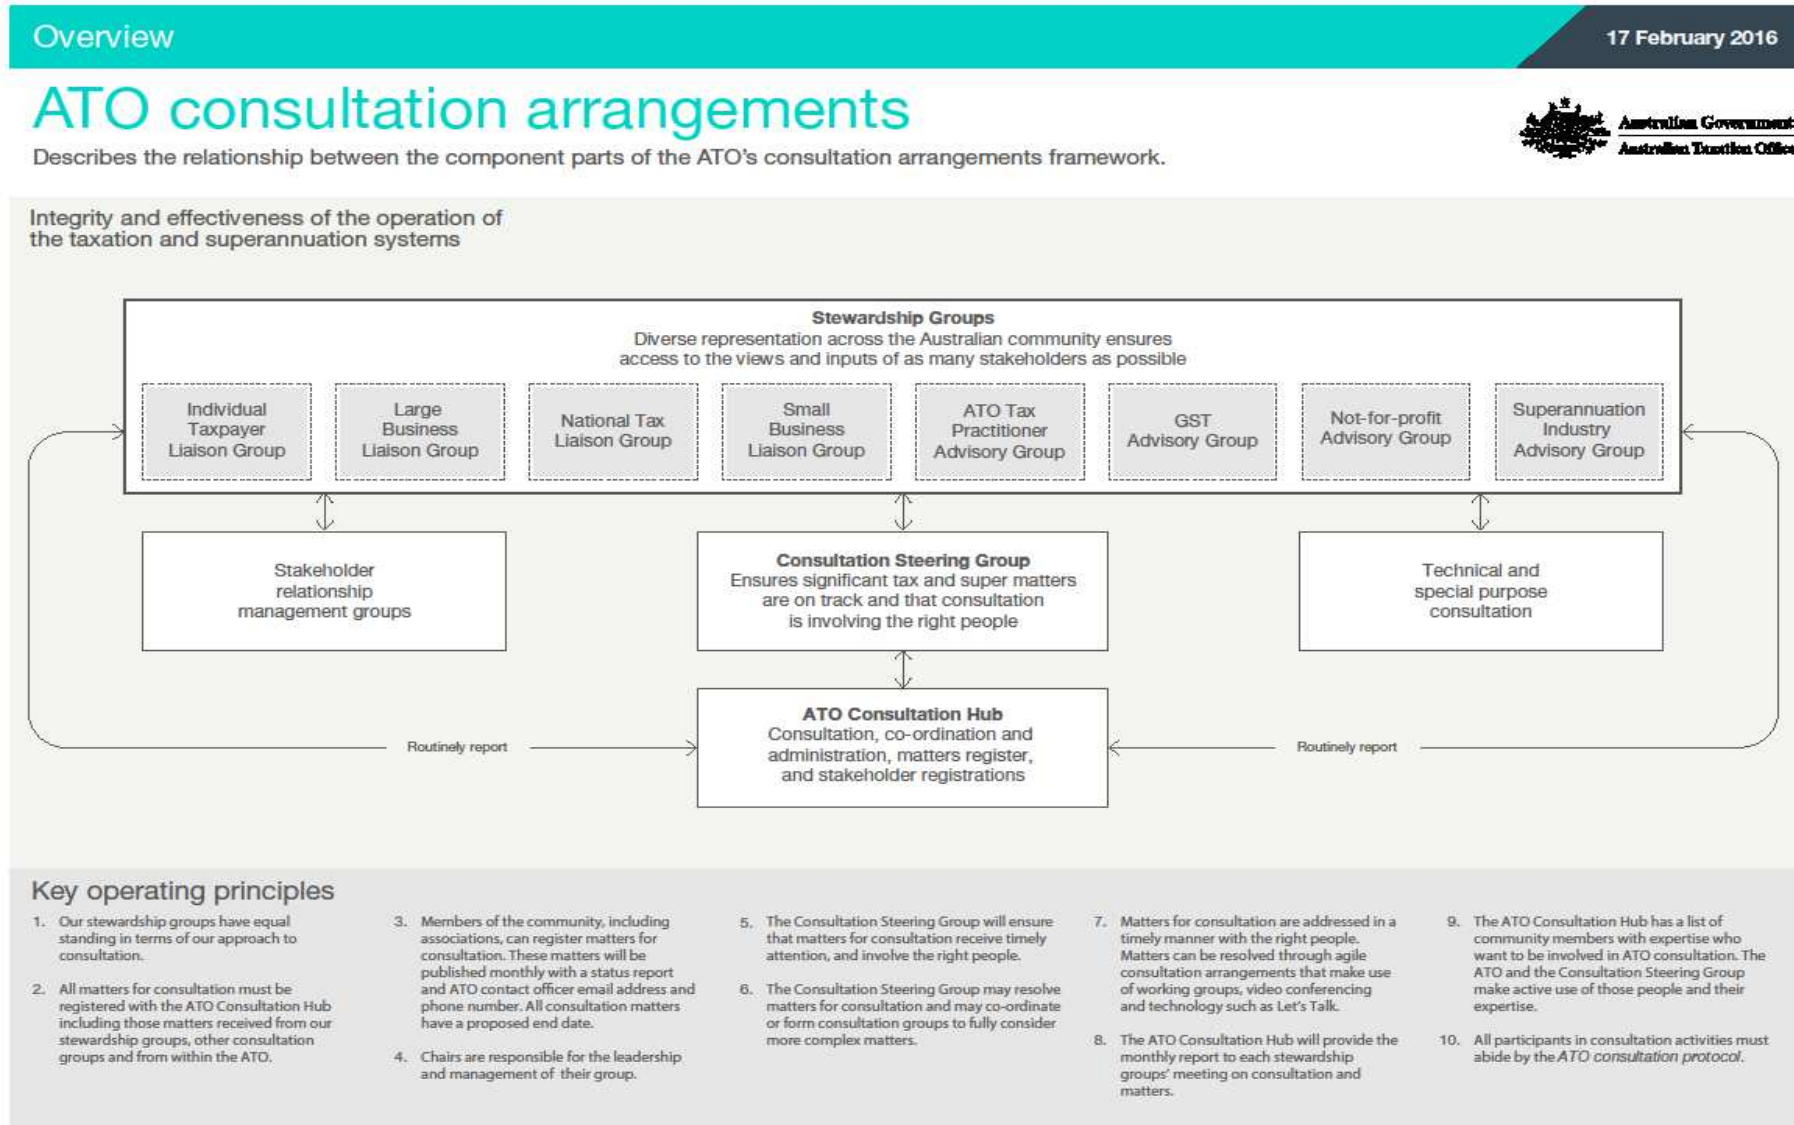 Overview
17 February 2016
ATO consultation arrangements
Describes the relationship between the component parts of the ATO’s consultation arrangements framework.
Australian Government
Australian Taxation Office
Integrity and effectiveness of the operation of
the taxation and superannuation systems
Stewardship Groups
Diverse representation across the Australian community ensures
access to the views and inputs of as many stakeholders as possible
Individual
Taxpayer
Liaison Group
Large
Business
Liaison Group
National Tax
Liaison Group
Small
Business
Liaison Group
ATO Tax
Practitioner
Advisory Group
GST
Advisory Group
Not-for-profit
Advisory Group
Superannuation
Industry
Advisory Group
Stakeholder
relationship
management groups
Consultation Steering Group
Ensures significant tax and super matters
are on track and that consultation
is involving the right people
Technical and
special purpose
consultation
ATO Consultation Hub
Consultation, co-ordination and
administration, matters register,
and stakeholder registrations
Routinely report
Routinely report
Key operating principles
1. Our stewardship groups have equal
standing in terms of our approach to
consultation.
2. All matters for consultation must be
registered with the ATO Consultation Hub
including those matters received from our
stewardship groups, other consultation
groups and from within the ATO.
3. Members of the community, including
associations, can register matters for
consultation. These matters will be
published monthly with a status report
and ATO contact officer email address and
phone number. All consultation matters
have a proposed end date.
4. Chairs are responsible for the leadership
and management of their group.
5. The Consultation Steering Group will ensure
that matters for consultation receive timely
attention, and involve the right people.
6. The Consultation Steering Group may resolve
matters for consultation and may co-ordinate
or form consultation groups to fully consider
more complex matters.
7. Matters for consultation are addressed in a
timely manner with the right people.
Matters can be resolved through agile
consultation arrangements that make use
of working groups, video conferencing
and technology such as Let’s Talk.
8. The ATO Consultation Hub will provide the
monthly report to each stewardship
groups’ meeting on consultation and
matters.
9. The ATO Consultation Hub has a list of
community members with expertise who
want to be involved in ATO consultation. The
ATO and the Consultation Steering Group
make active use of those people and their
expertise.
10. All participants in consultation activities must
abide by the ATO consultation protocol.